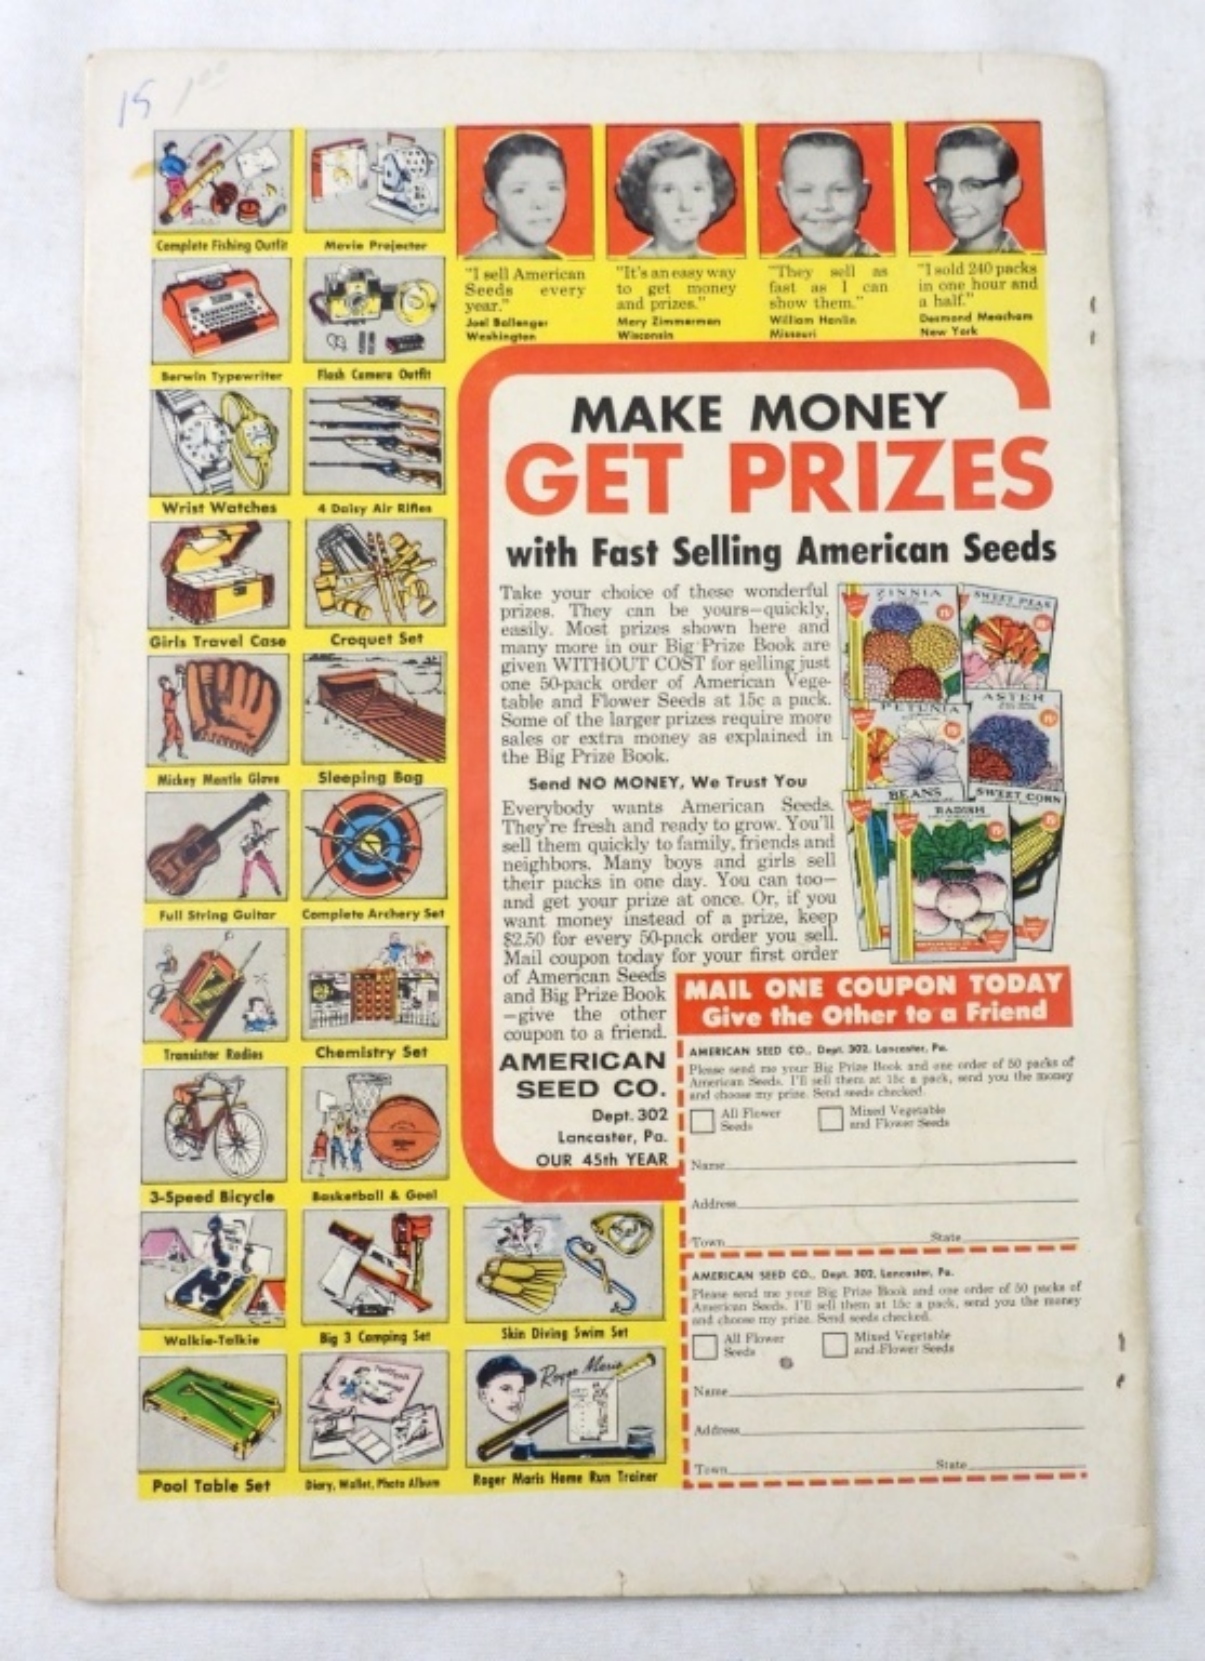 15 1⁰⁰
Complete Fishing Outfit
Movie Projector
Berwin Typewriter
Flash Camera Outfit
Wrist Watches
4 Daisy Air Rifles
Girls Travel Case
Croquet Set
Mickey Mantle Glove
Sleeping Bag
Full String Guitar
Complete Archery Set
Transistor Radios
Chemistry Set
3-Speed Bicycle
Basketball & Goal
Walkie-Talkie
Big 3 Camping Set
Skin Diving Swim Set
Pool Table Set
Diary, Wallet, Photo Album
Roger Maris
Roger Maris Home Run Trainer
"I sell American
Seeds every
year."
Joel Ballenger
Washington
"It's an easy way
to get money
and prizes."
Mary Zimmerman
Wisconsin
"They sell as
fast as I can
show them."
William Hanlin
Missouri
"I sold 240 packs
in one hour and
a half."
Desmond Meacham
New York
MAKE MONEY
GET PRIZES
with Fast Selling American Seeds
Take your choice of these wonderful
prizes. They can be yours—quickly,
easily. Most prizes shown here and
many more in our Big Prize Book are
given WITHOUT COST for selling just
one 50-pack order of American Vege-
table and Flower Seeds at 15c a pack.
Some of the larger prizes require more
sales or extra money as explained in
the Big Prize Book.
Send NO MONEY, We Trust You
Everybody wants American Seeds.
They're fresh and ready to grow. You'll
sell them quickly to family, friends and
neighbors. Many boys and girls sell
their packs in one day. You can too—
and get your prize at once. Or, if you
want money instead of a prize, keep
$2.50 for every 50-pack order you sell.
Mail coupon today for your first order
of American Seeds
and Big Prize Book
—give the other
coupon to a friend.
AMERICAN
SEED CO.
Dept. 302
Lancaster, Pa.
OUR 45th YEAR
ZINNIA
SWEET PEAS
PETUNIA
ASTER
BEANS
SWEET CORN
RADISH
MAIL ONE COUPON TODAY
Give the Other to a Friend
AMERICAN SEED CO., Dept. 302, Lancaster, Pa.
Please send me your Big Prize Book and one order of 50 packs of
American Seeds. I'll sell them at 15c a pack, send you the money
and choose my prize. Send seeds checked.
All Flower
Seeds
Mixed Vegetable
and Flower Seeds
Name
Address
Town State
AMERICAN SEED CO., Dept. 302, Lancaster, Pa.
Please send me your Big Prize Book and one order of 50 packs of
American Seeds. I'll sell them at 15c a pack, send you the money
and choose my prize. Send seeds checked.
All Flower
Seeds
Mixed Vegetable
and Flower Seeds
Name
Address
Town State